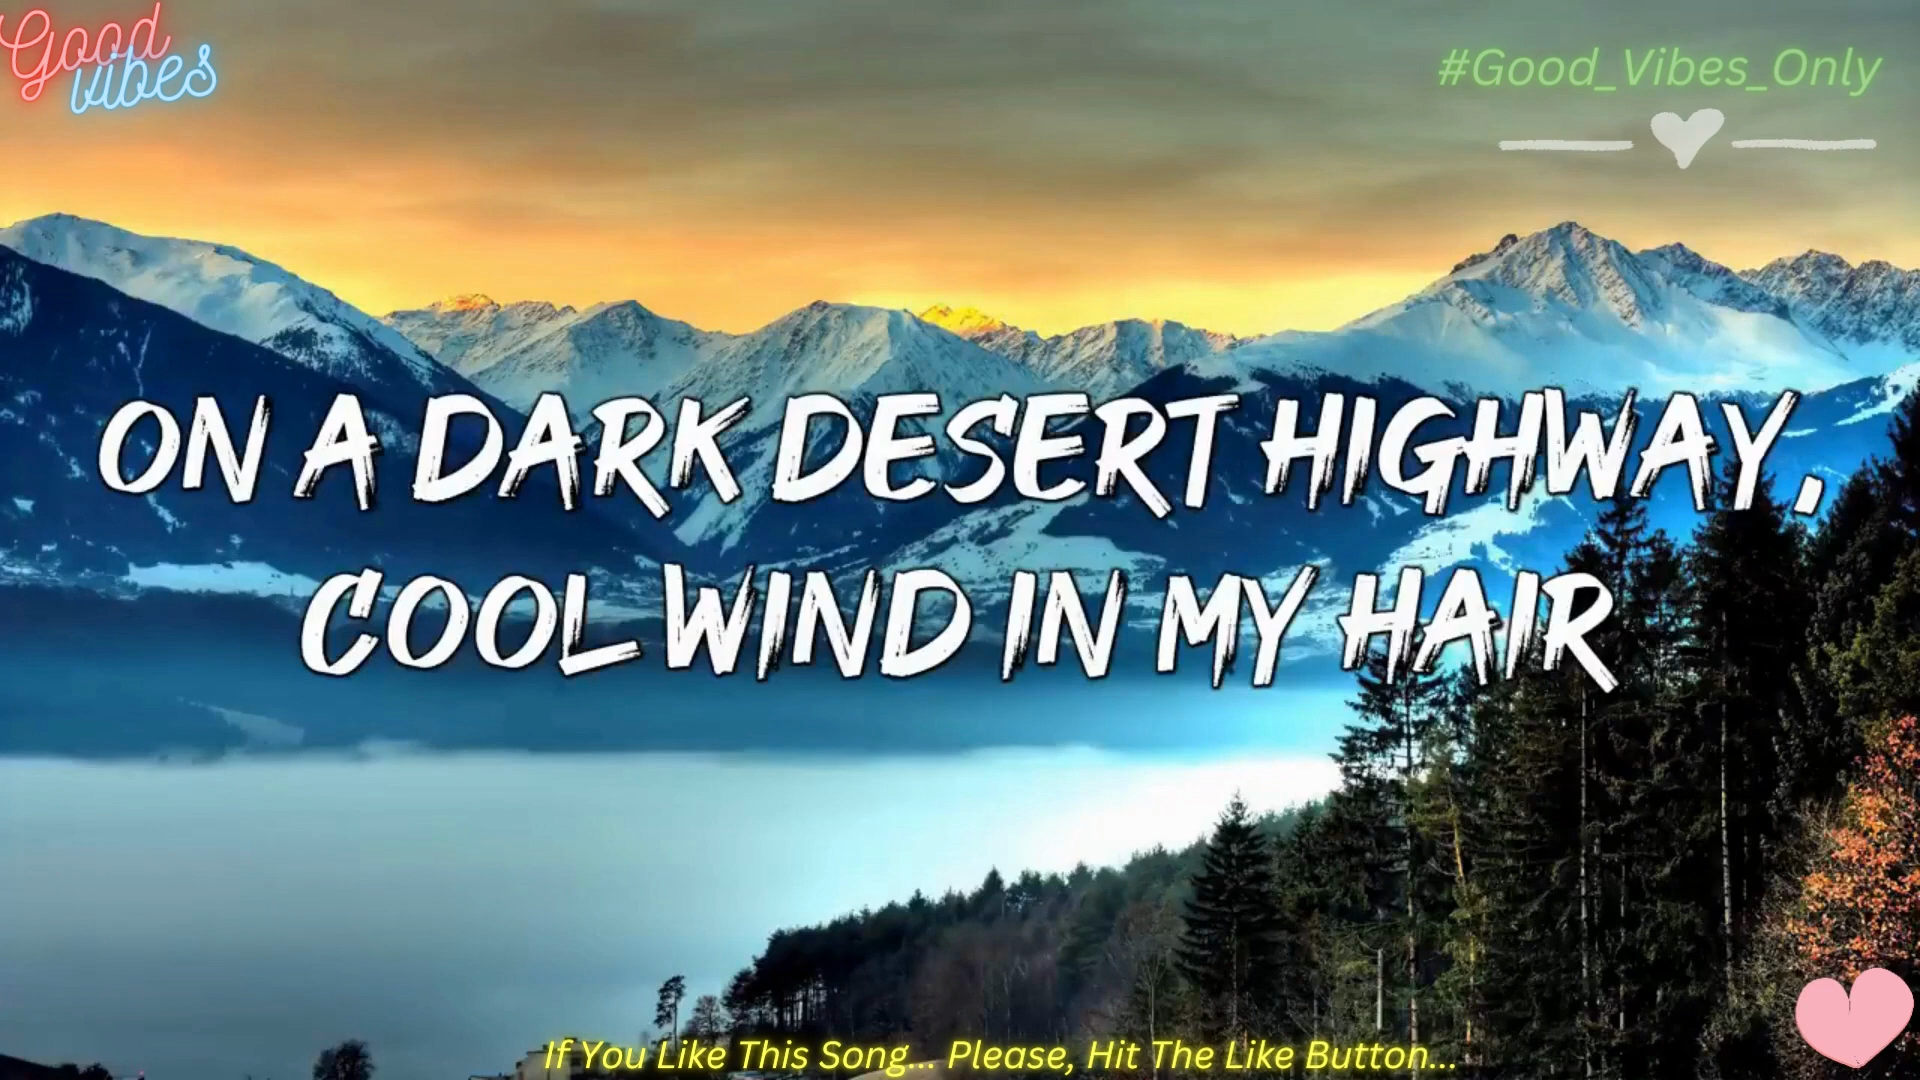 Good
vibes
#Good_Vibes_Only
ON A DARK DESERT HIGHWAY,
COOL WIND IN MY HAIR
If You Like This Song... Please, Hit The Like Button...